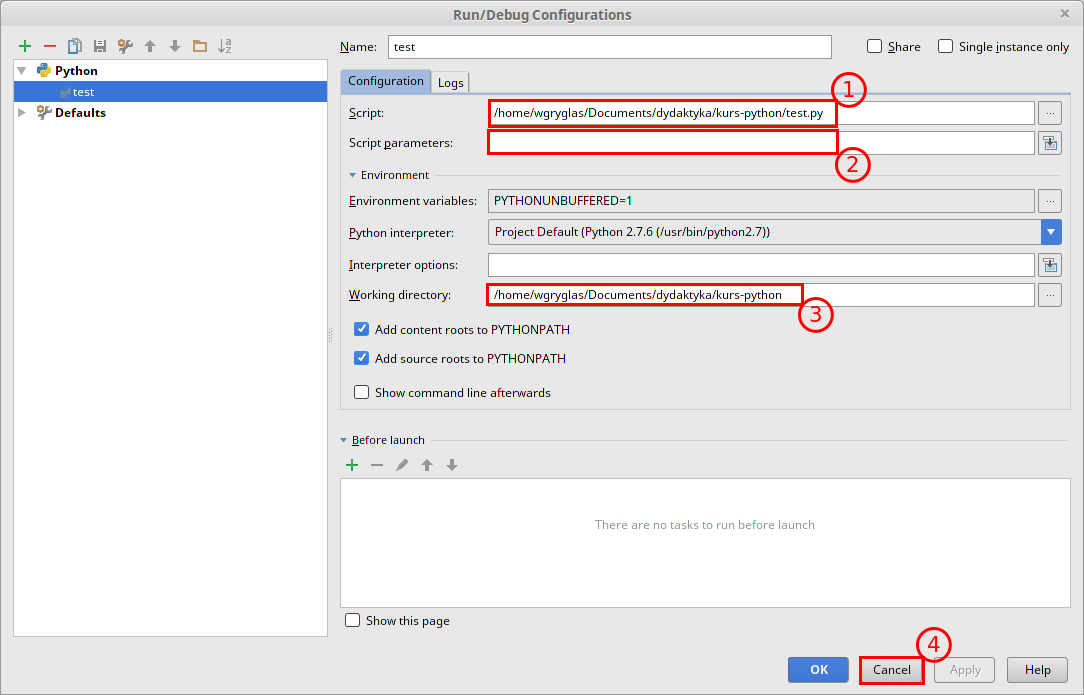 Run/Debug Configurations
Name: test Share Single instance only
Python
test
Defaults
Configuration Logs
1
Script: /home/wgryglas/Documents/dydaktyka/kurs-python/test.py ...
Script parameters:
2
Environment
Environment variables: PYTHONUNBUFFERED=1 ...
Python interpreter: Project Default (Python 2.7.6 (/usr/bin/python2.7))
Interpreter options:
Working directory: /home/wgryglas/Documents/dydaktyka/kurs-python ...
3
Add content roots to PYTHONPATH
Add source roots to PYTHONPATH
Show command line afterwards
Before launch
There are no tasks to run before launch
Show this page
4
OK Cancel Apply Help